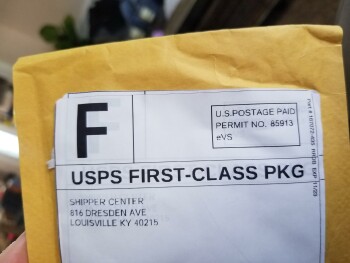 F
U.S.POSTAGE PAID
PERMIT NO. 85913
eVS
USPS FIRST-CLASS PKG
SHIPPER CENTER
816 DRESDEN AVE
LOUISVILLE KY 40215